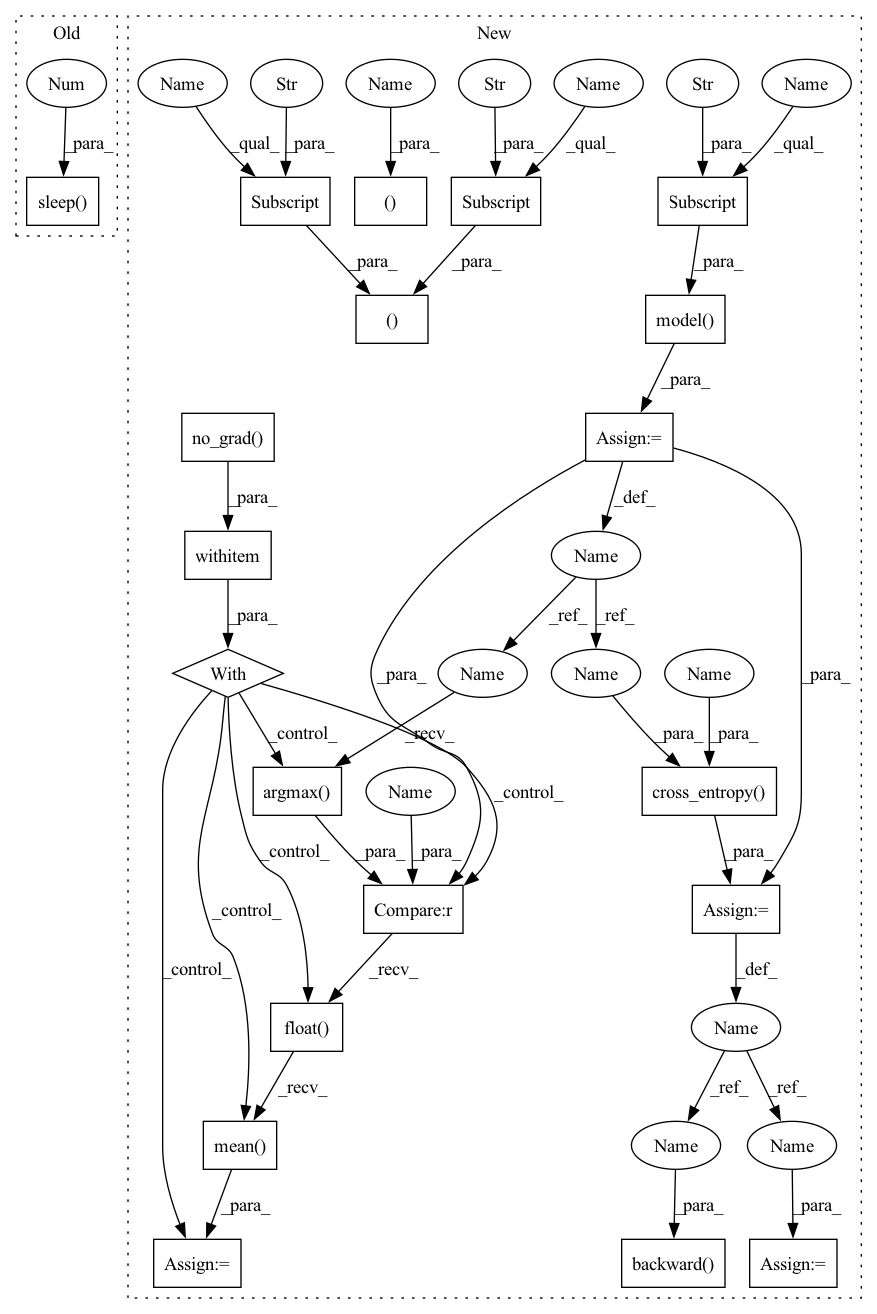 Old
New
Num
Name
Str
Name
Str
Name
Str
Name
_para_
_qual_
_para_
_para_
_para_
_qual_
_para_
_qual_
sleep()
Subscript
()
Subscript
Subscript
_para_
_para_
_para_
()
model()
_para_
no_grad()
Assign:=
_para_
_def_
withitem
Name
_para_
_ref_
_ref_
With
Name
Name
Name
_para_
_para_
_control_
_recv_
_para_
_para_
argmax()
Name
_control_
cross_entropy()
_control_
_para_
_para_
_para_
_control_
Compare:r
Assign:=
_control_
_recv_
_def_
float()
Name
_recv_
_ref_
_ref_
mean()
Name
Name
_para_
_para_
_para_
Assign:=
backward()
Assign:=